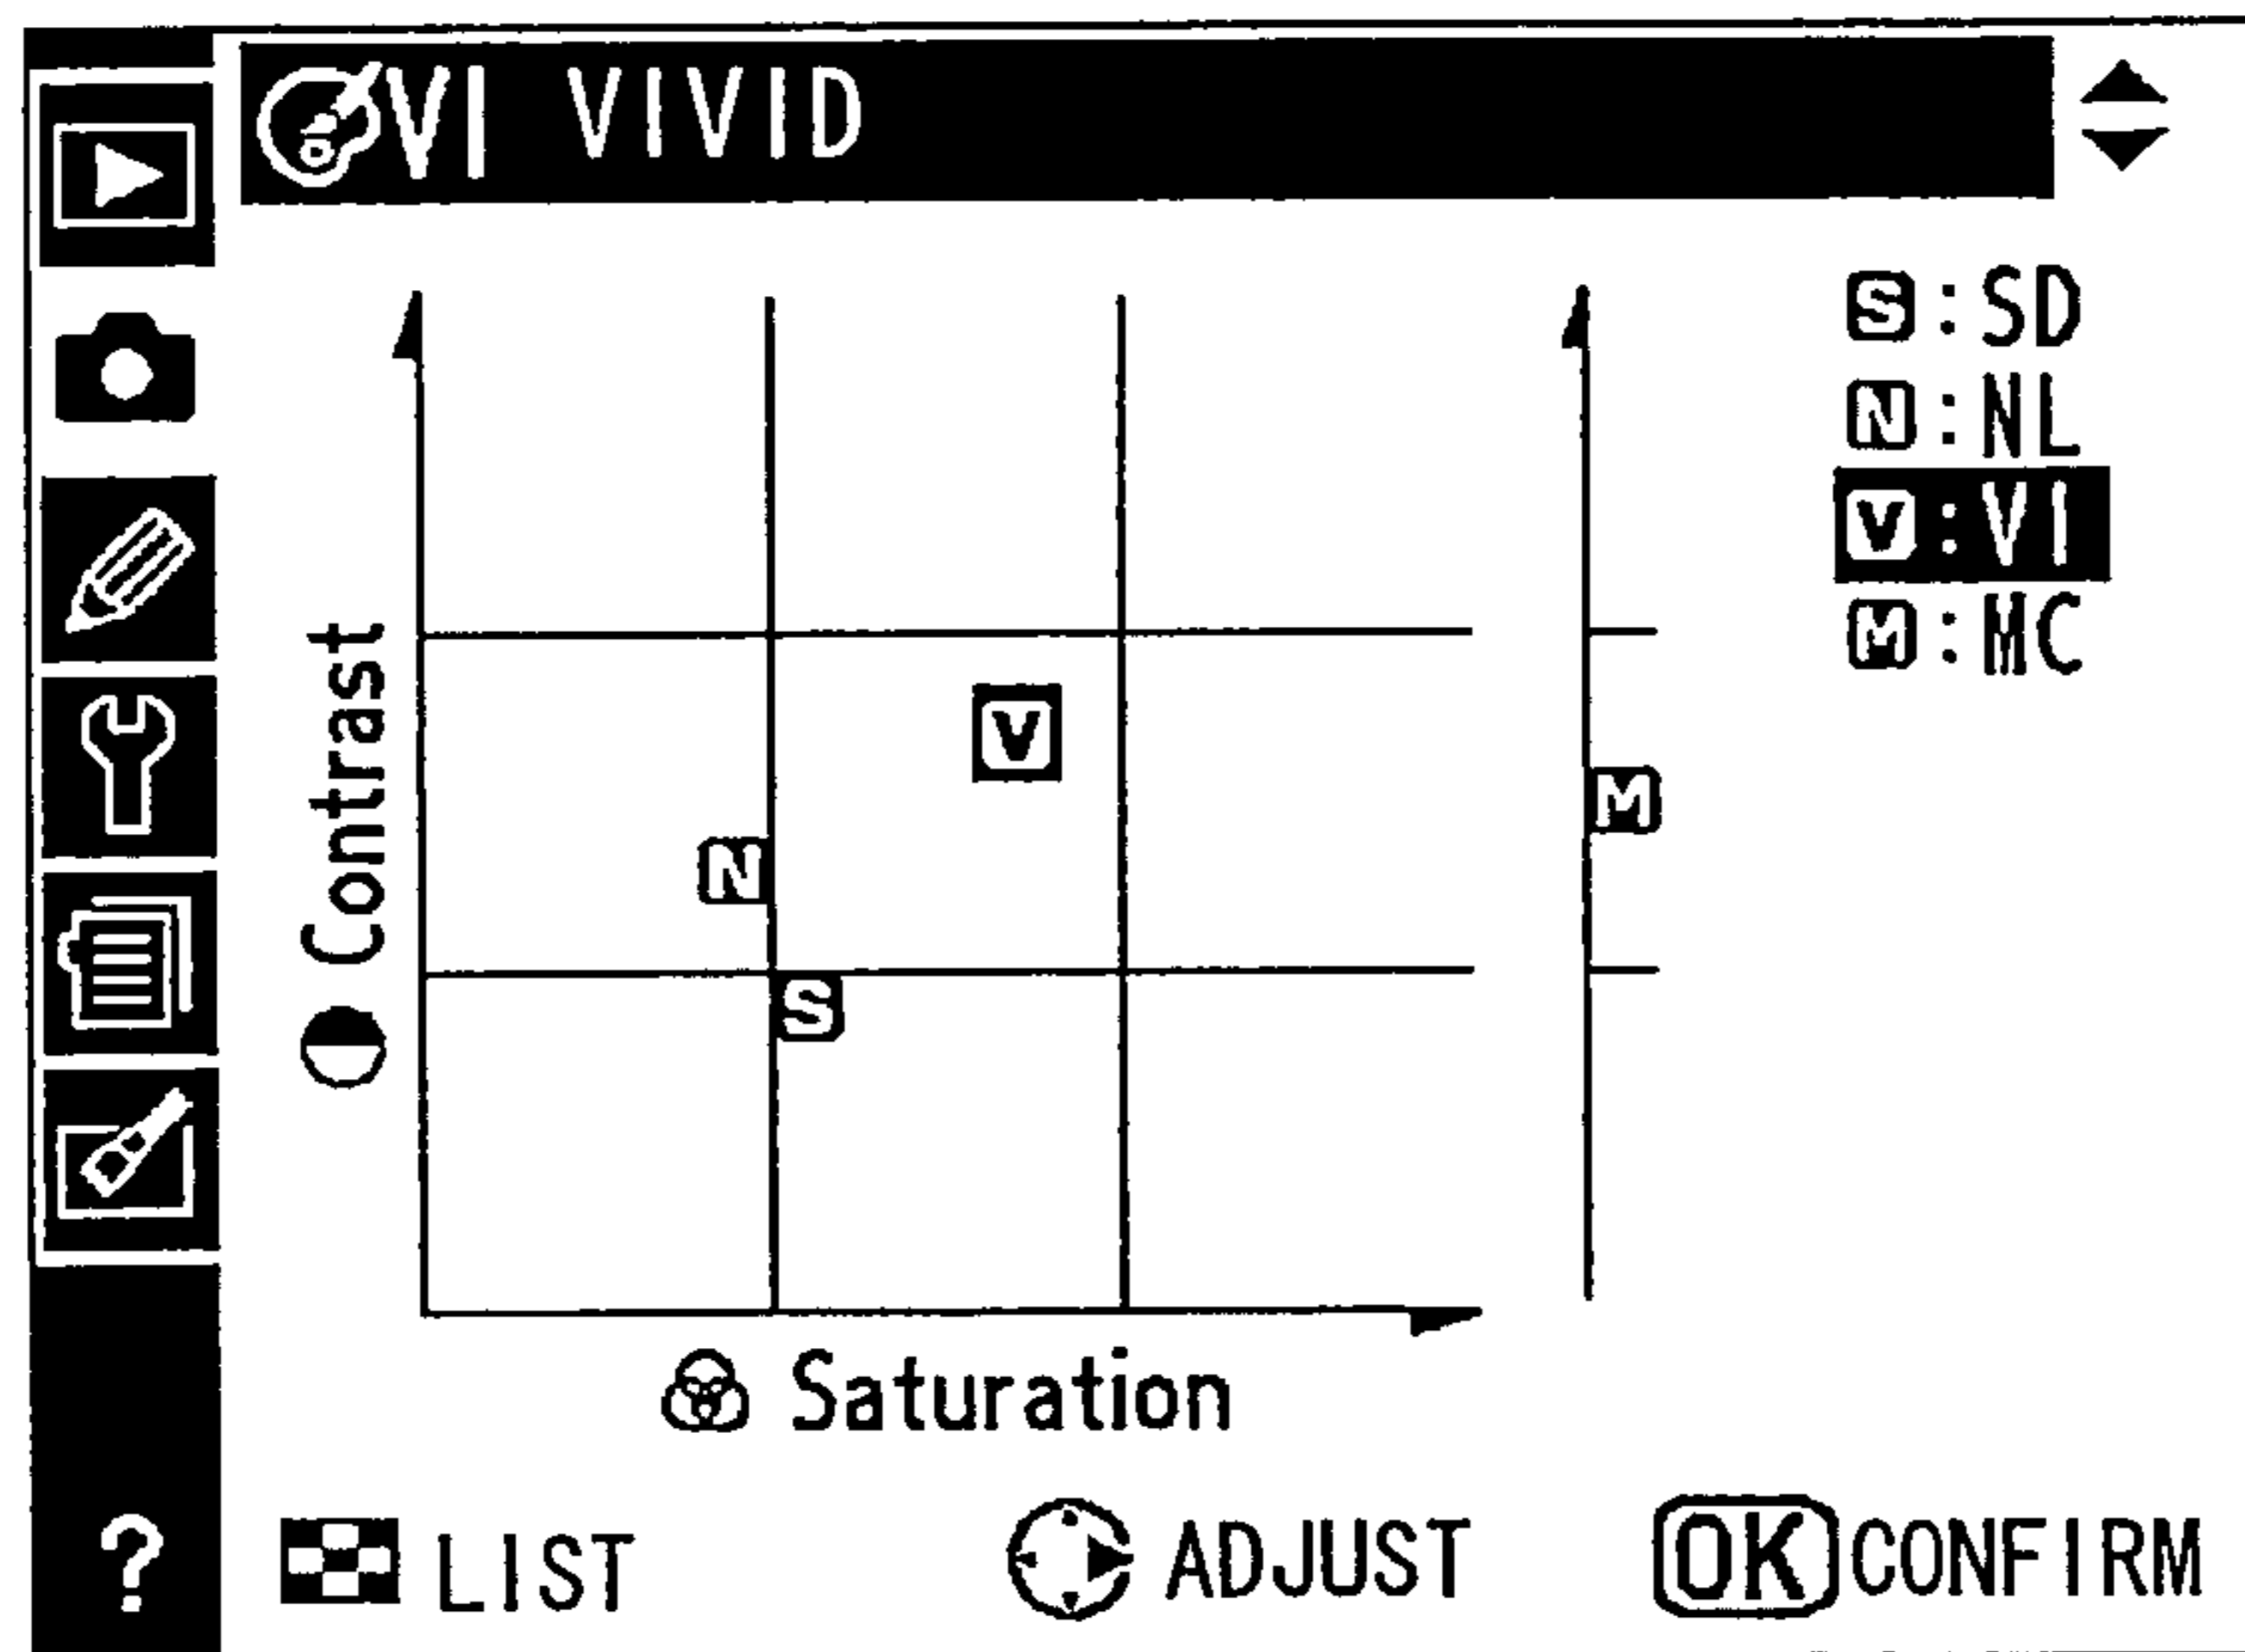 VI VIVID
S:SD
N:NL
V:VI
M:MC
Contrast
V
M
N
S
Saturation
?
LIST
ADJUST
OK CONFIRM